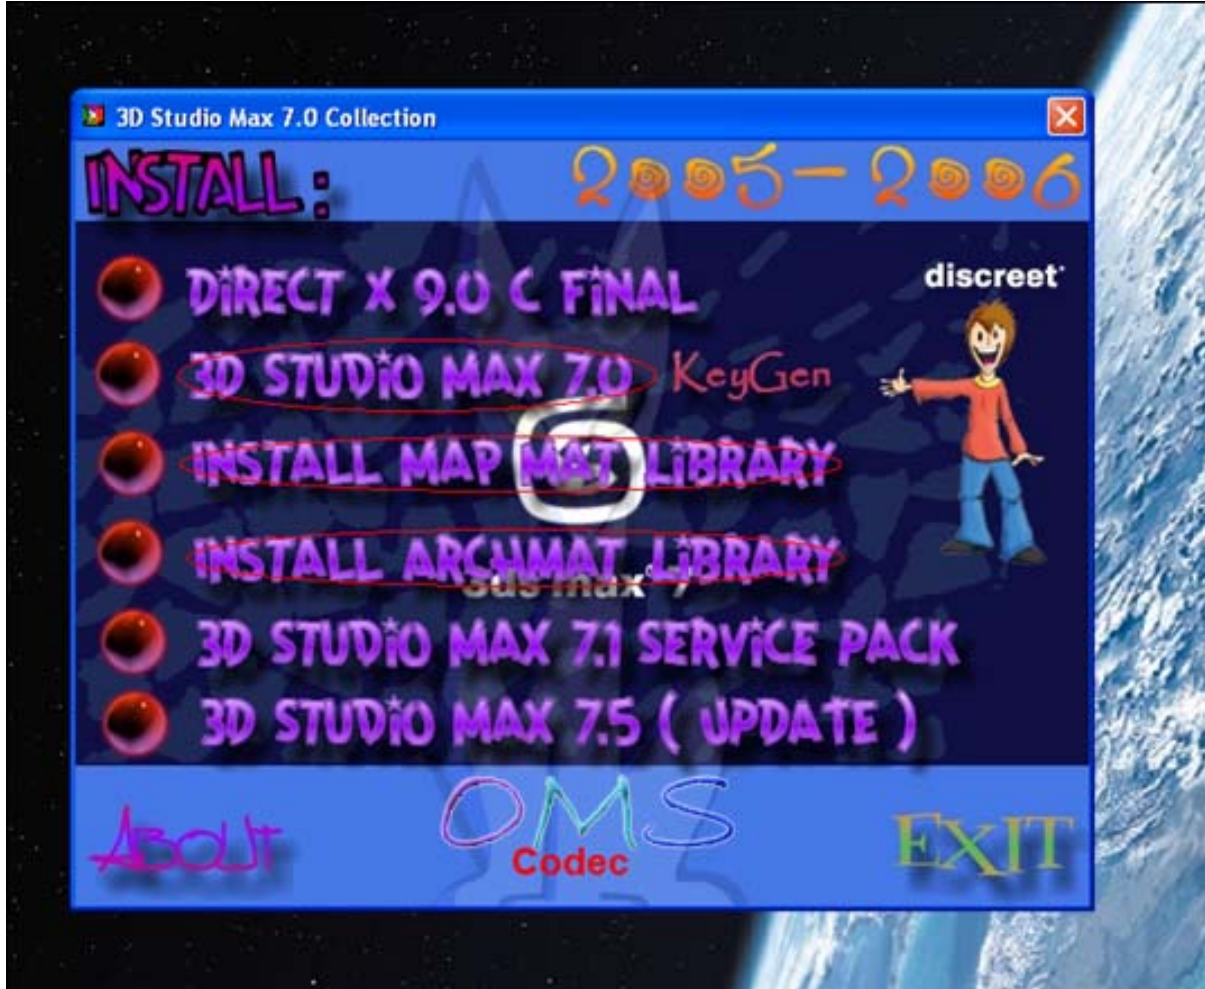 3D Studio Max 7.0 Collection
INSTALL :
2005-2006
DiRECT X 9.0 C FiNAL
discreet
3D STUDiO MAX 7.0
KeyGen
iNSTALL MAP MAT LiBRARY
iNSTALL ARCHMAT LiBRARY
3ds max 7
3D STUDiO MAX 7.1 SERViCE PACK
3D STUDiO MAX 7.5 ( UPDATE )
ABOUT
OMS
Codec
EXIT